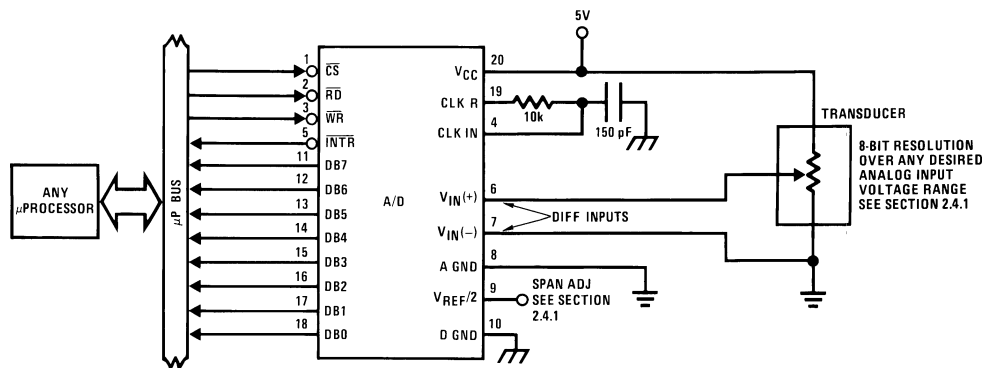 5V
1
CS
2
RD
3
WR
5
INTR
11
DB7
12
DB6
13
DB5
14
DB4
15
DB3
16
DB2
17
DB1
18
DB0
ANY
µPROCESSOR
µP BUS
A/D
20
VCC
19
CLK R
10k
4
CLK IN
150 pF
6
VIN(+)
DIFF INPUTS
7
VIN(−)
8
A GND
9
VREF/2
SPAN ADJ
SEE SECTION
2.4.1
10
D GND
TRANSDUCER
8-BIT RESOLUTION
OVER ANY DESIRED
ANALOG INPUT
VOLTAGE RANGE
SEE SECTION 2.4.1